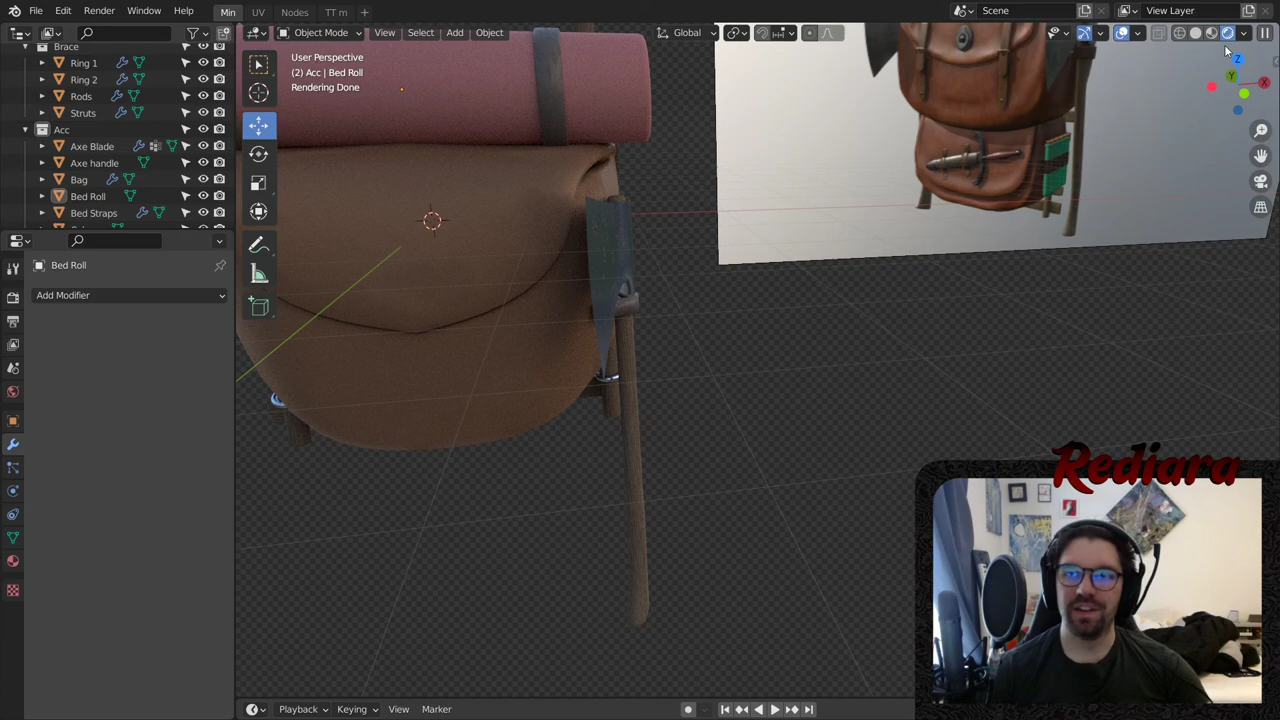 File Edit Render Window Help Min UV Nodes TT m Scene View Layer
Object Mode View Select Add Object Global
Brace
Ring 1
Ring 2
Rods
Struts
Acc
Axe Blade
Axe handle
Bag
Bed Roll
Bed Straps
User Perspective
(2) Acc | Bed Roll
Rendering Done
Z
Y
X
Bed Roll
Add Modifier
Rediara
Playback Keying View Marker